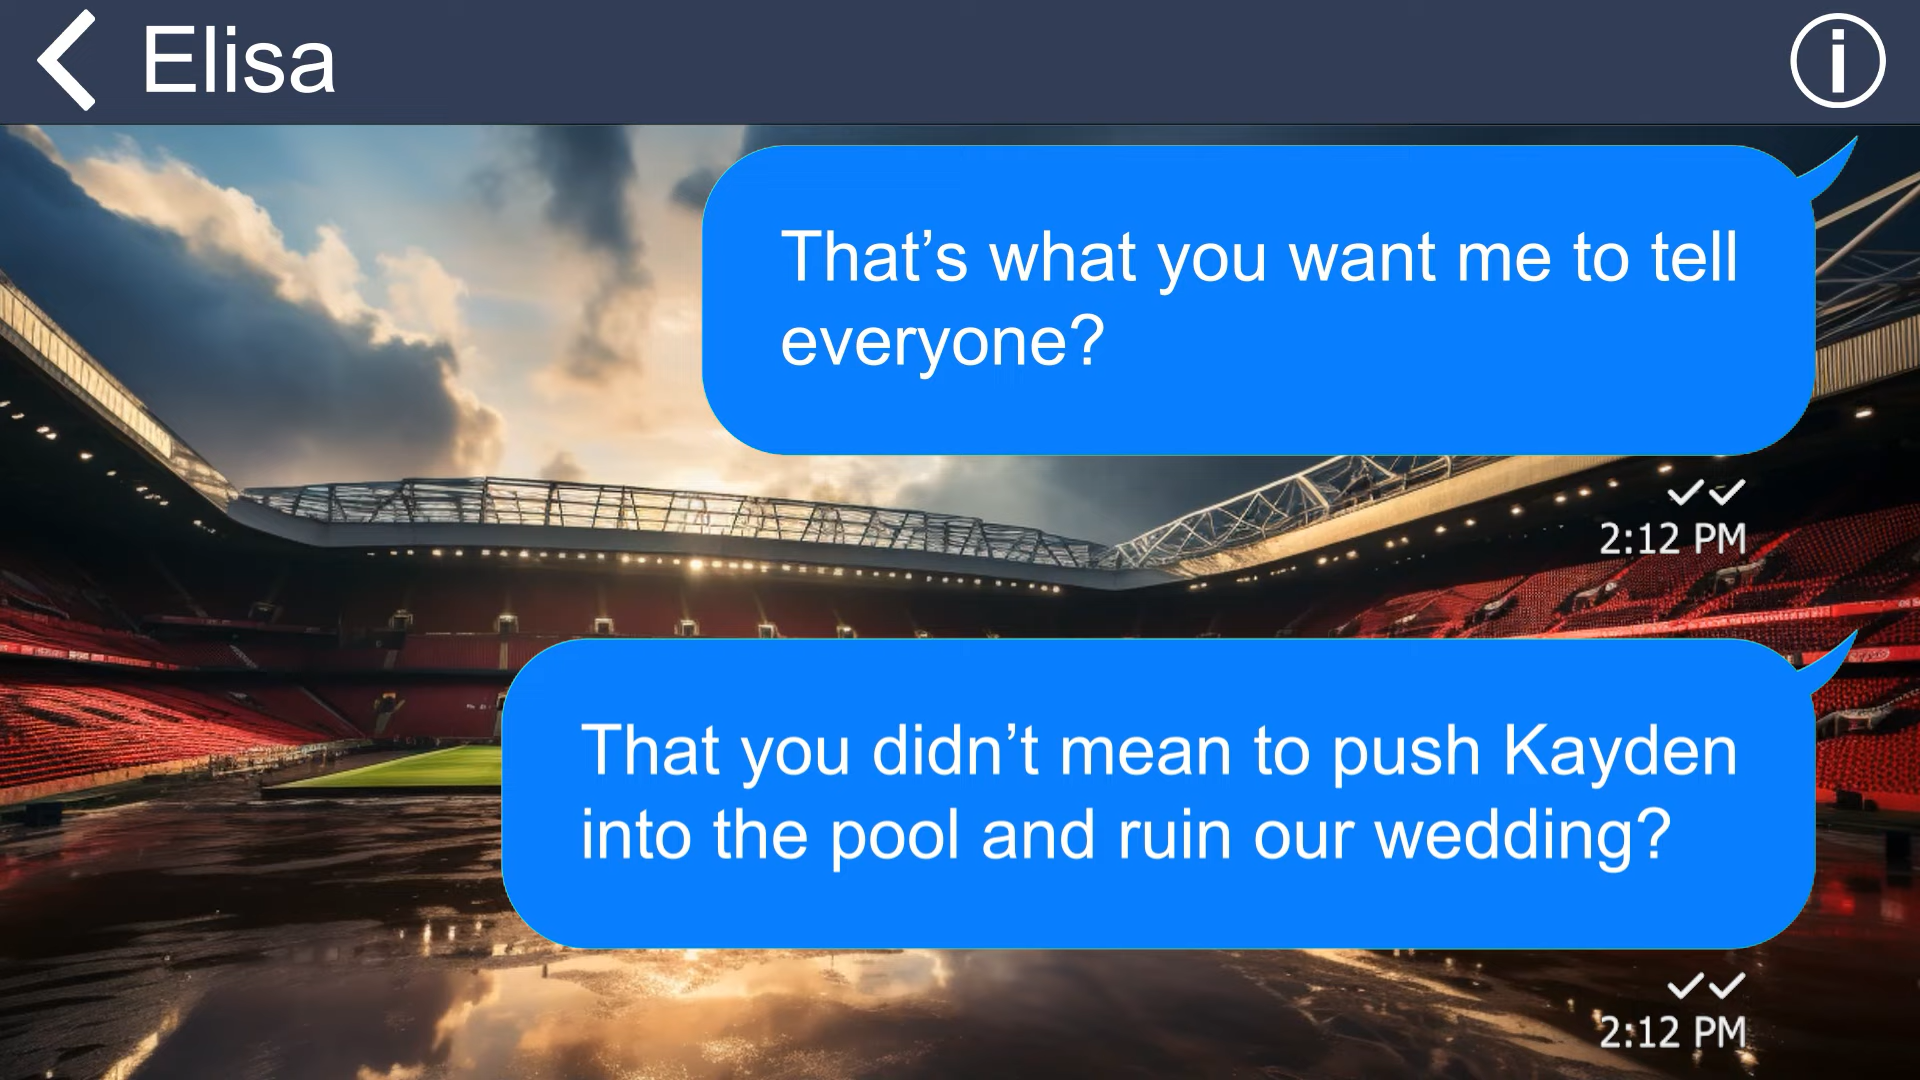 Elisa
That’s what you want me to tell
everyone?
2:12 PM
That you didn’t mean to push Kayden
into the pool and ruin our wedding?
2:12 PM